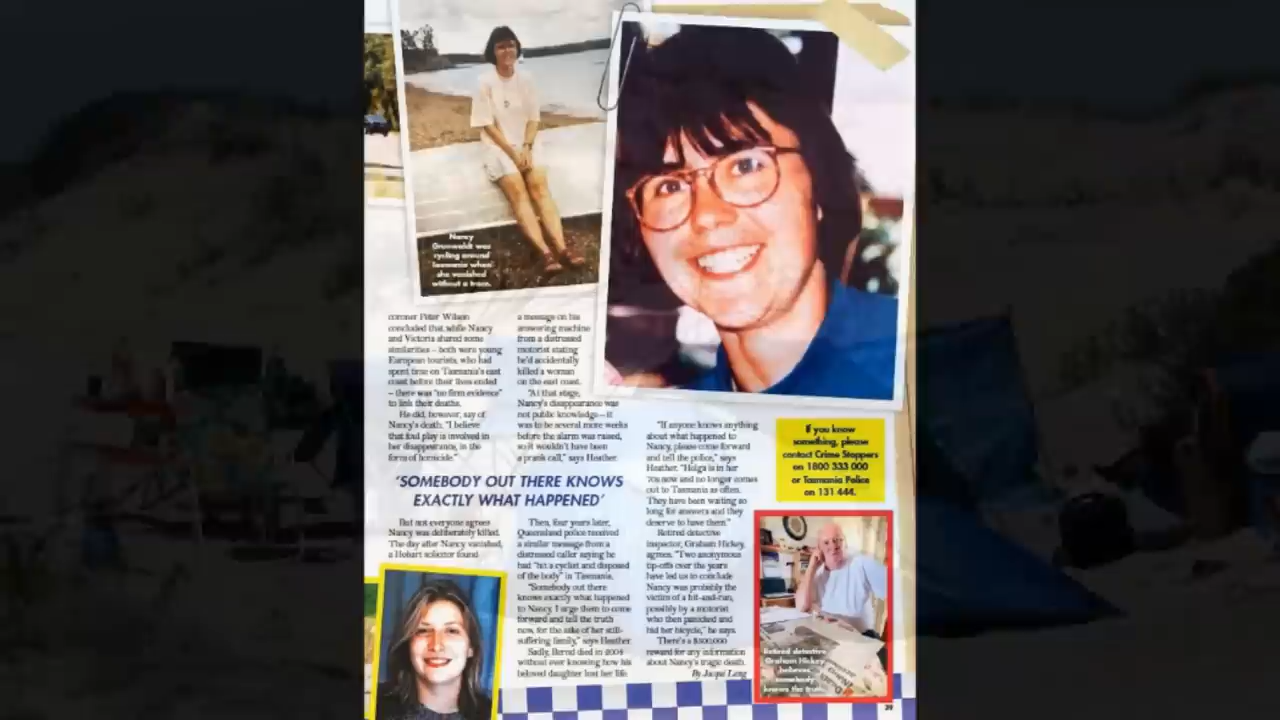 Nancy
Grunwaldt was
cycling around
Tasmania when
she vanished
without a trace.
coroner Peter Wilson
concluded that, while Nancy
and Victoria shared some
similarities – both were young
European tourists, who had
spent time on Tasmania's east
coast before their lives ended
– there was "no firm evidence"
to link their deaths.
He did, however, say of
Nancy's death, "I believe
that foul play is involved in
her disappearance, in the
form of homicide."
'SOMEBODY OUT THERE KNOWS
EXACTLY WHAT HAPPENED'
But not everyone agrees
Nancy was deliberately killed.
The day after Nancy vanished,
a Hobart solicitor found
a message on his
answering machine
from a distressed
motorist stating
he'd accidentally
killed a woman
on the east coast.
"At that stage,
Nancy's disappearance was
not public knowledge – it
was to be several more weeks
before the alarm was raised,
so it wouldn't have been
a prank call," says Heather.
Then, four years later,
Queensland police received
a similar message from a
distressed caller saying he
had "hit a cyclist and disposed
of the body" in Tasmania.
"Somebody out there
knows exactly what happened
to Nancy. I urge them to come
forward and tell the truth
now, for the sake of her still-
suffering family," says Heather.
Sadly, Bernd died in 2004
without ever knowing how his
beloved daughter lost her life.
"If anyone knows anything
about what happened to
Nancy, please come forward
and tell the police," says
Heather. "Helga is in her
70s now and no longer comes
out to Tasmania as often.
They have been waiting so
long for answers and they
deserve to have them."
Retired detective
inspector, Graham Hickey,
agrees. "Two anonymous
tip-offs over the years
have led us to conclude
Nancy was probably the
victim of a hit-and-run,
possibly by a motorist
who then panicked and
hid her bicycle," he says.
There's a $500,000
reward for any information
about Nancy's tragic death.
By Jacqui Lang
If you know
something, please
contact Crime Stoppers
on 1800 333 000
or Tasmania Police
on 131 444.
Retired detective
Graham Hickey
believes
somebody
knows the truth.
39